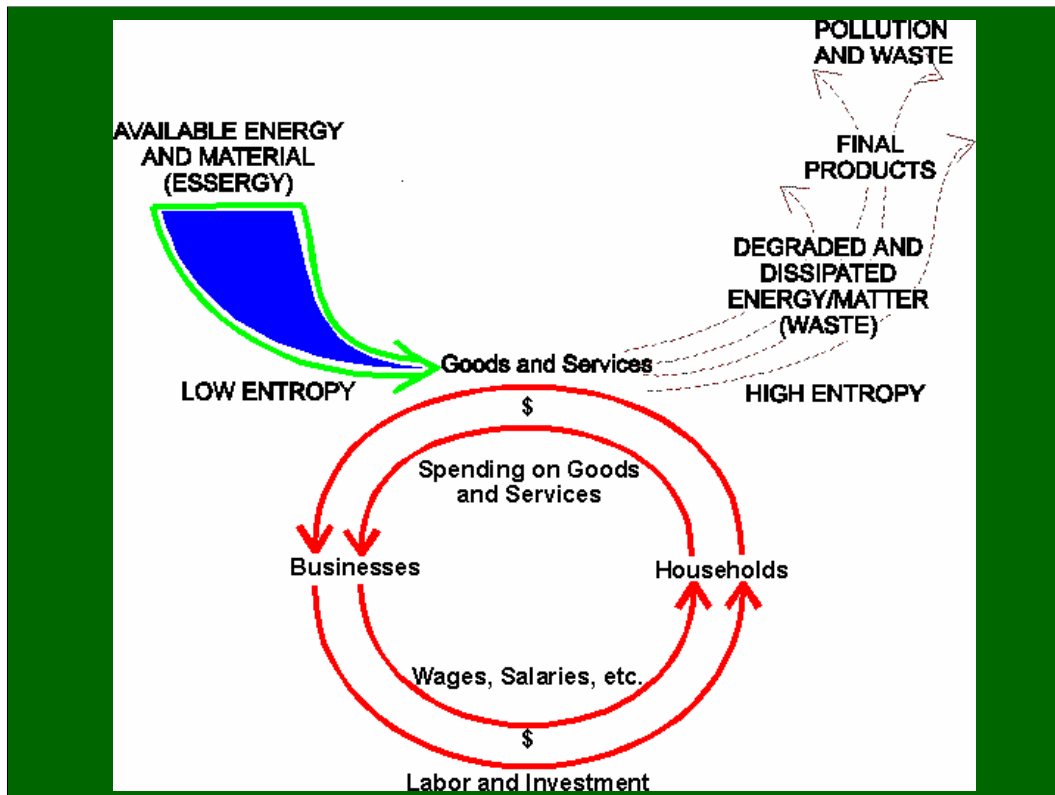 POLLUTION
AND WASTE
AVAILABLE ENERGY
AND MATERIAL
(ESSERGY)
FINAL
PRODUCTS
DEGRADED AND
DISSIPATED
ENERGY/MATTER
(WASTE)
Goods and Services
LOW ENTROPY
HIGH ENTROPY
$
Spending on Goods
and Services
Businesses
Households
Wages, Salaries, etc.
$
Labor and Investment